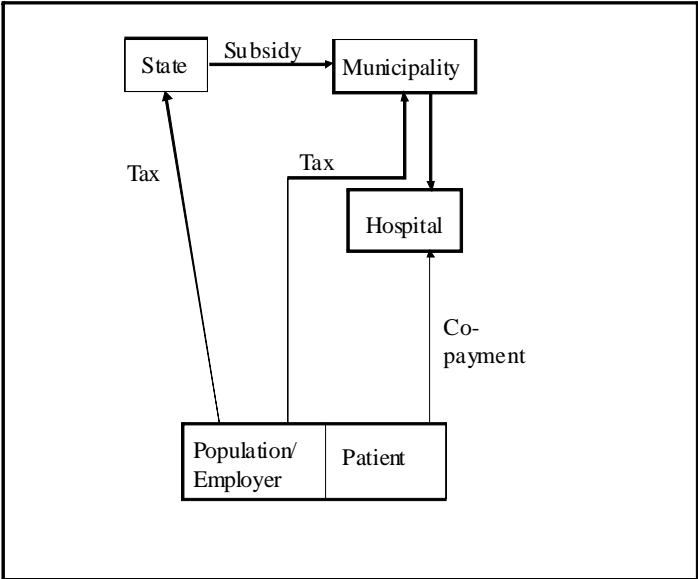 Subsidy
State
Municipality
Tax
Tax
Hospital
Co-
payment
Population/
Employer
Patient